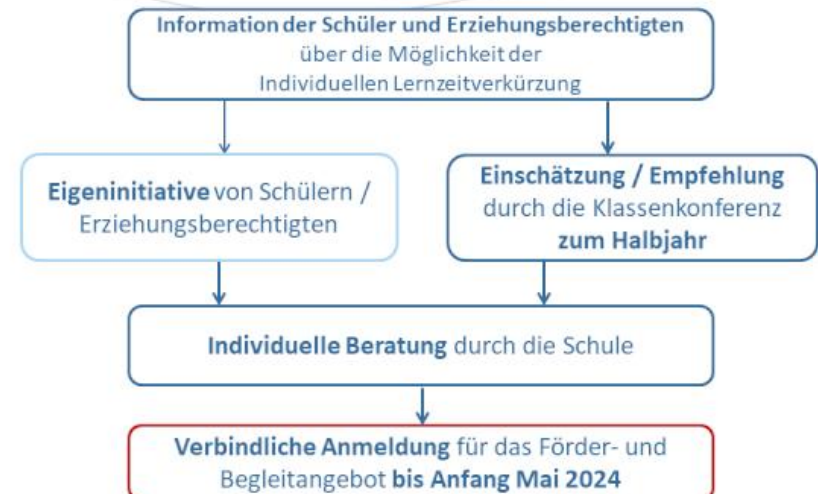 Information der Schüler und Erziehungsberechtigten
über die Möglichkeit der
Individuellen Lernzeitverkürzung
Eigeninitiative von Schülern /
Erziehungsberechtigten
Einschätzung / Empfehlung
durch die Klassenkonferenz
zum Halbjahr
Individuelle Beratung durch die Schule
Verbindliche Anmeldung für das Förder- und
Begleitangebot bis Anfang Mai 2024